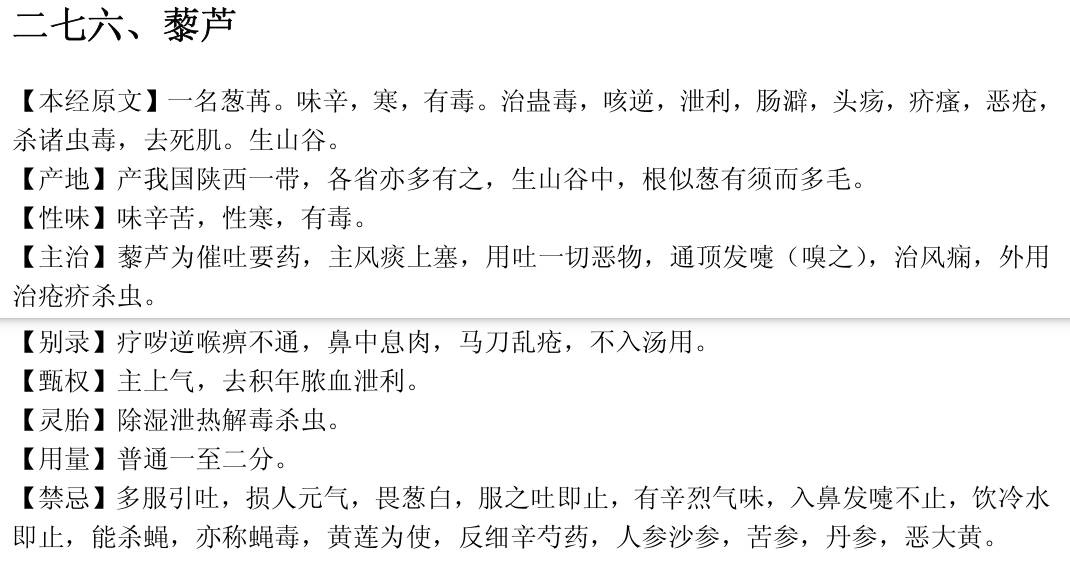 二七六、藜芦
【本经原文】一名葱苒。味辛，寒，有毒。治蛊毒，咳逆，泄利，肠澼，头疡，疥瘙，恶疮，
杀诸虫毒，去死肌。生山谷。
【产地】产我国陕西一带，各省亦多有之，生山谷中，根似葱有须而多毛。
【性味】味辛苦，性寒，有毒。
【主治】藜芦为催吐要药，主风痰上塞，用吐一切恶物，通顶发嚏（嗅之），治风痫，外用
治疮疥杀虫。
【别录】疗哕逆喉痹不通，鼻中息肉，马刀乱疮，不入汤用。
【甄权】主上气，去积年脓血泄利。
【灵胎】除湿泄热解毒杀虫。
【用量】普通一至二分。
【禁忌】多服引吐，损人元气，畏葱白，服之吐即止，有辛烈气味，入鼻发嚏不止，饮冷水
即止，能杀蝇，亦称蝇毒，黄莲为使，反细辛芍药，人参沙参，苦参，丹参，恶大黄。